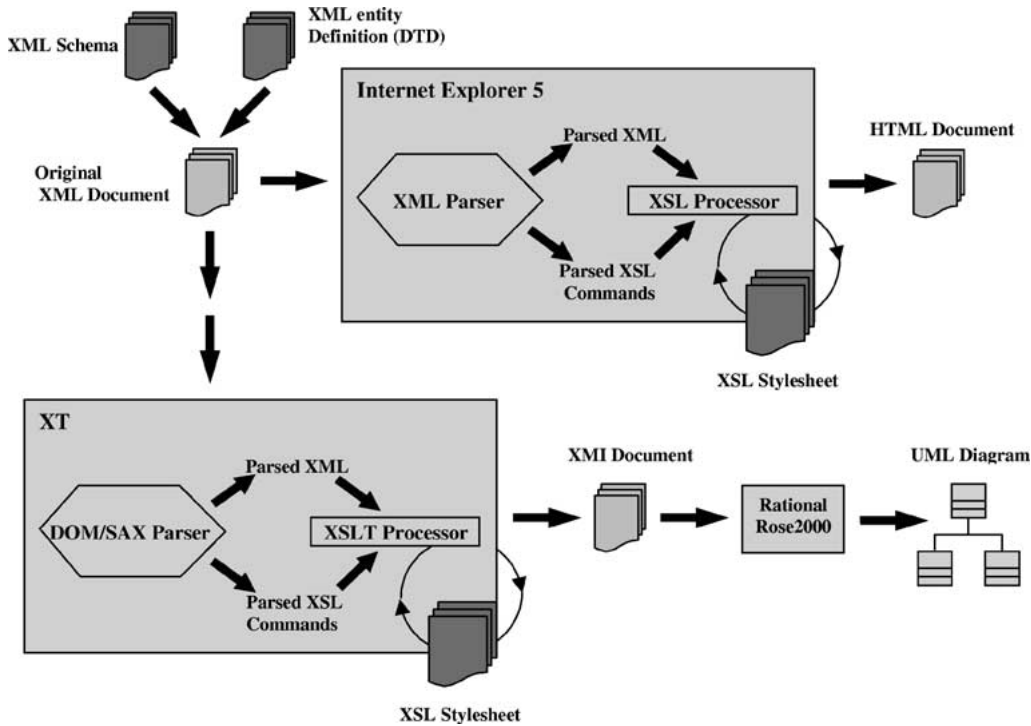 XML Schema
XML entity
Definition (DTD)
Internet Explorer 5
HTML Document
Original
XML Document
Parsed XML
XML Parser
XSL Processor
Parsed XSL
Commands
XSL Stylesheet
XT
Parsed XML
DOM/SAX Parser
XSLT Processor
Parsed XSL
Commands
XSL Stylesheet
XMI Document
Rational
Rose2000
UML Diagram